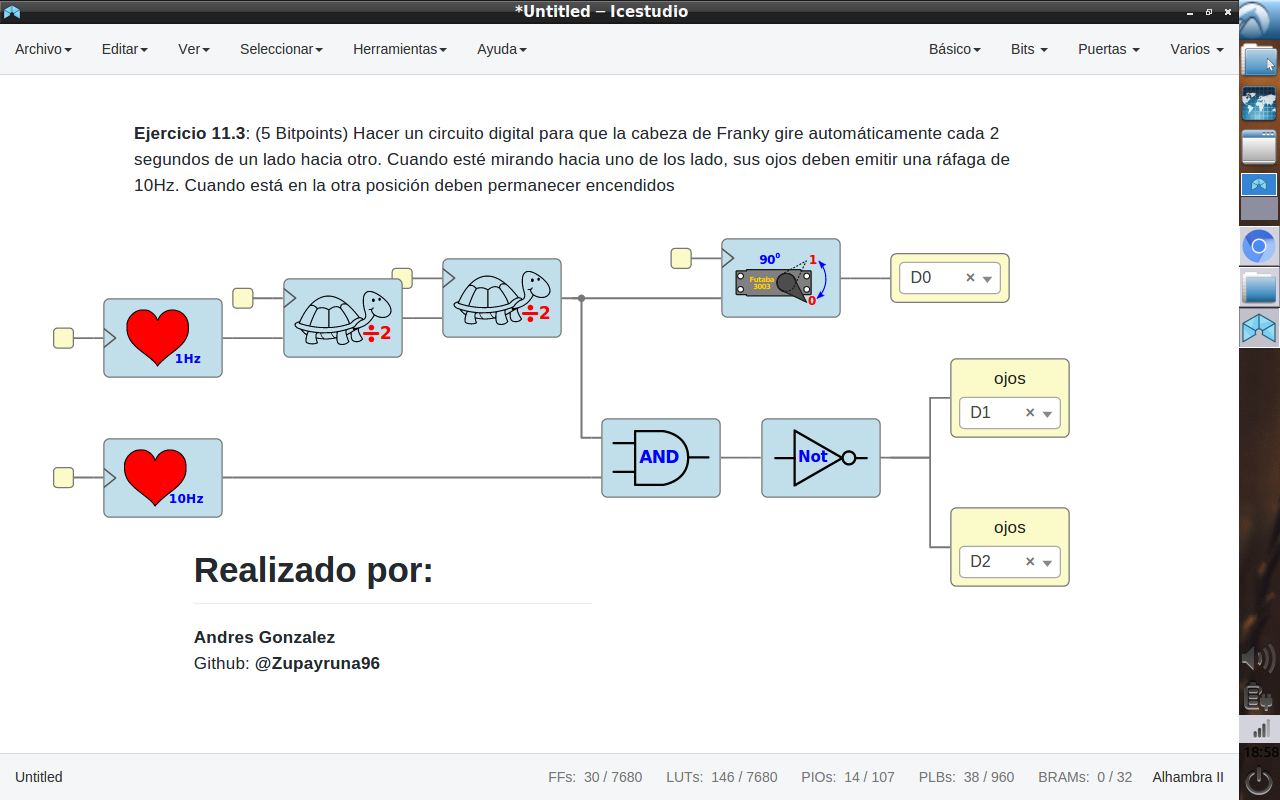 *Untitled – Icestudio
Archivo Editar Ver Seleccionar Herramientas Ayuda Básico Bits Puertas Varios
Ejercicio 11.3: (5 Bitpoints) Hacer un circuito digital para que la cabeza de Franky gire automáticamente cada 2
segundos de un lado hacia otro. Cuando esté mirando hacia uno de los lado, sus ojos deben emitir una ráfaga de
10Hz. Cuando está en la otra posición deben permanecer encendidos
90⁰ 1
Futaba
3003
0
D0 ×
÷2
÷2
1Hz
ojos
D1 ×
AND
Not
10Hz
ojos
D2 ×
Realizado por:
Andres Gonzalez
Github: @Zupayruna96
Untitled FFs: 30 / 7680 LUTs: 146 / 7680 PIOs: 14 / 107 PLBs: 38 / 960 BRAMs: 0 / 32 Alhambra II
18:58